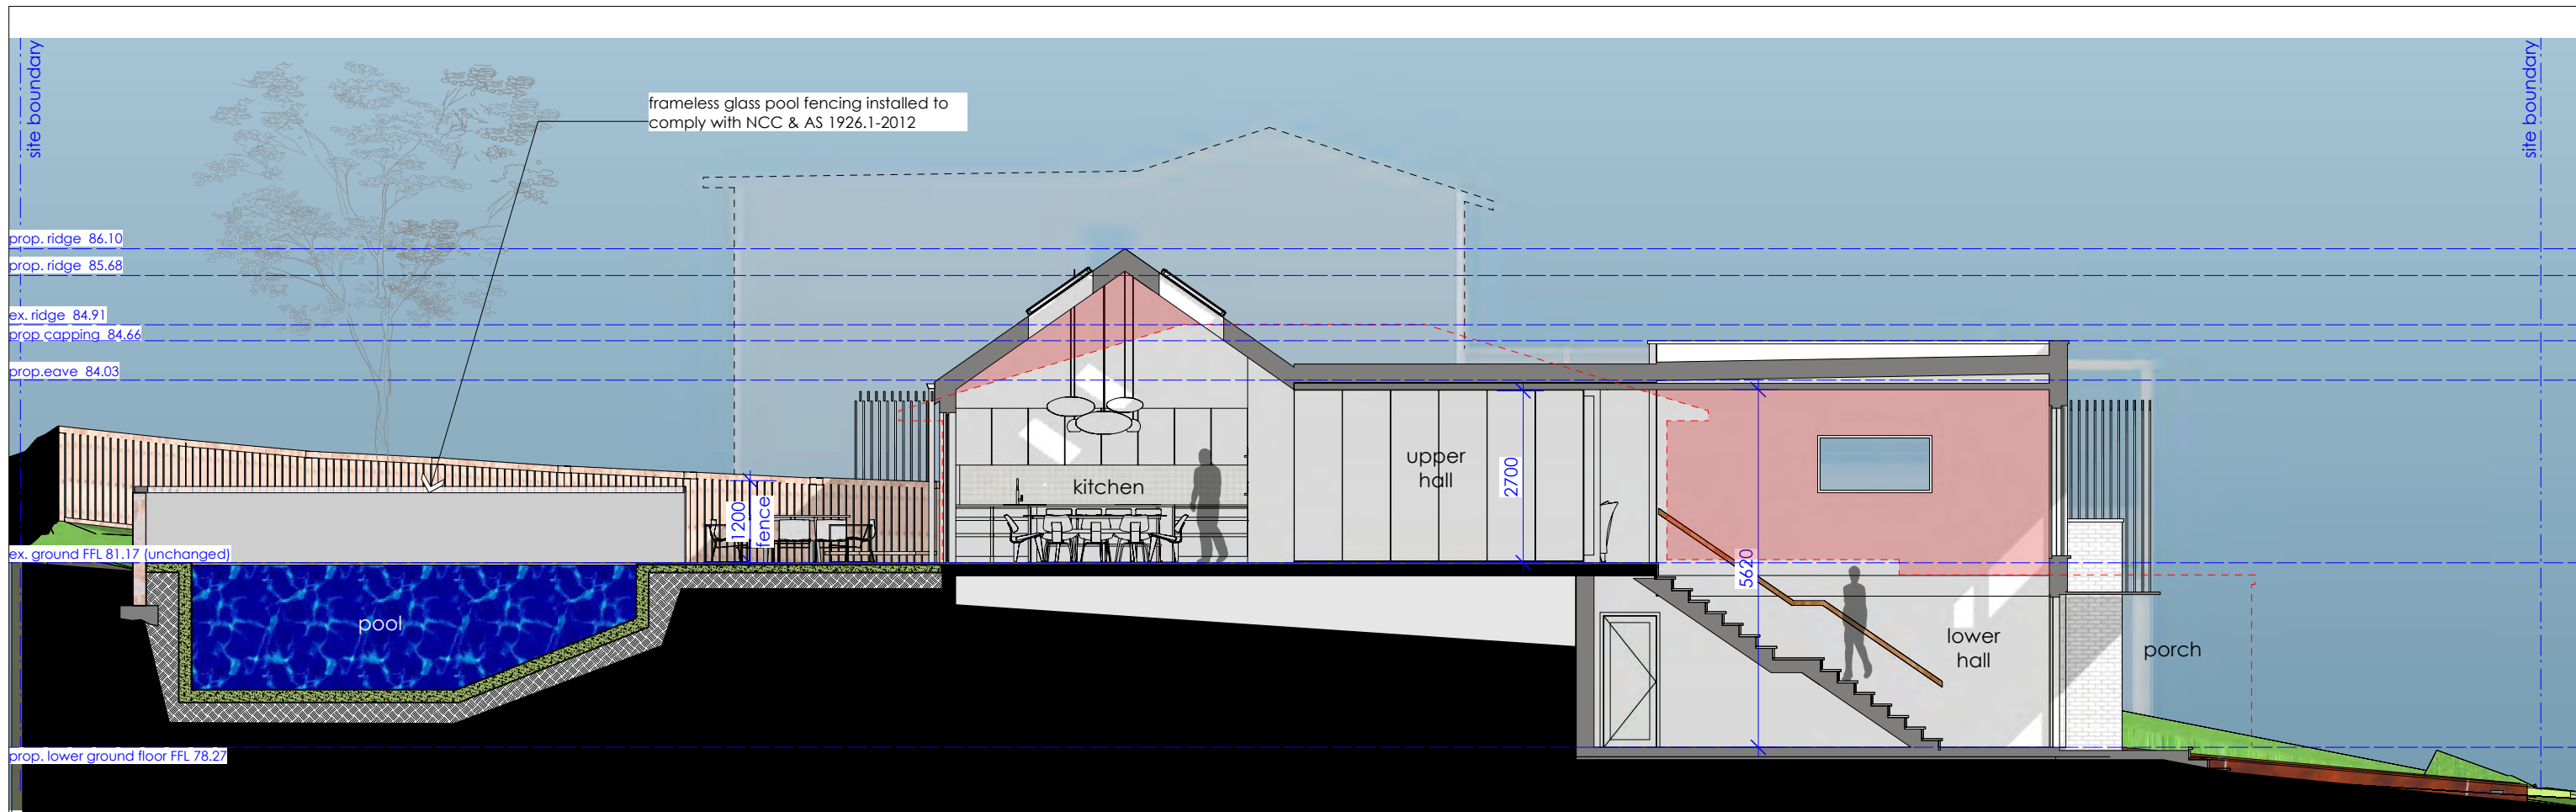 site boundary
site boundary
frameless glass pool fencing installed to
comply with NCC & AS 1926.1-2012
prop. ridge  86.10
prop. ridge  85.68
ex. ridge  84.91
prop capping  84.66
prop.eave  84.03
upper
hall
2700
kitchen
1200
fence
ex. ground FFL 81.17 (unchanged)
5620
pool
lower
hall
porch
prop. lower ground floor FFL 78.27